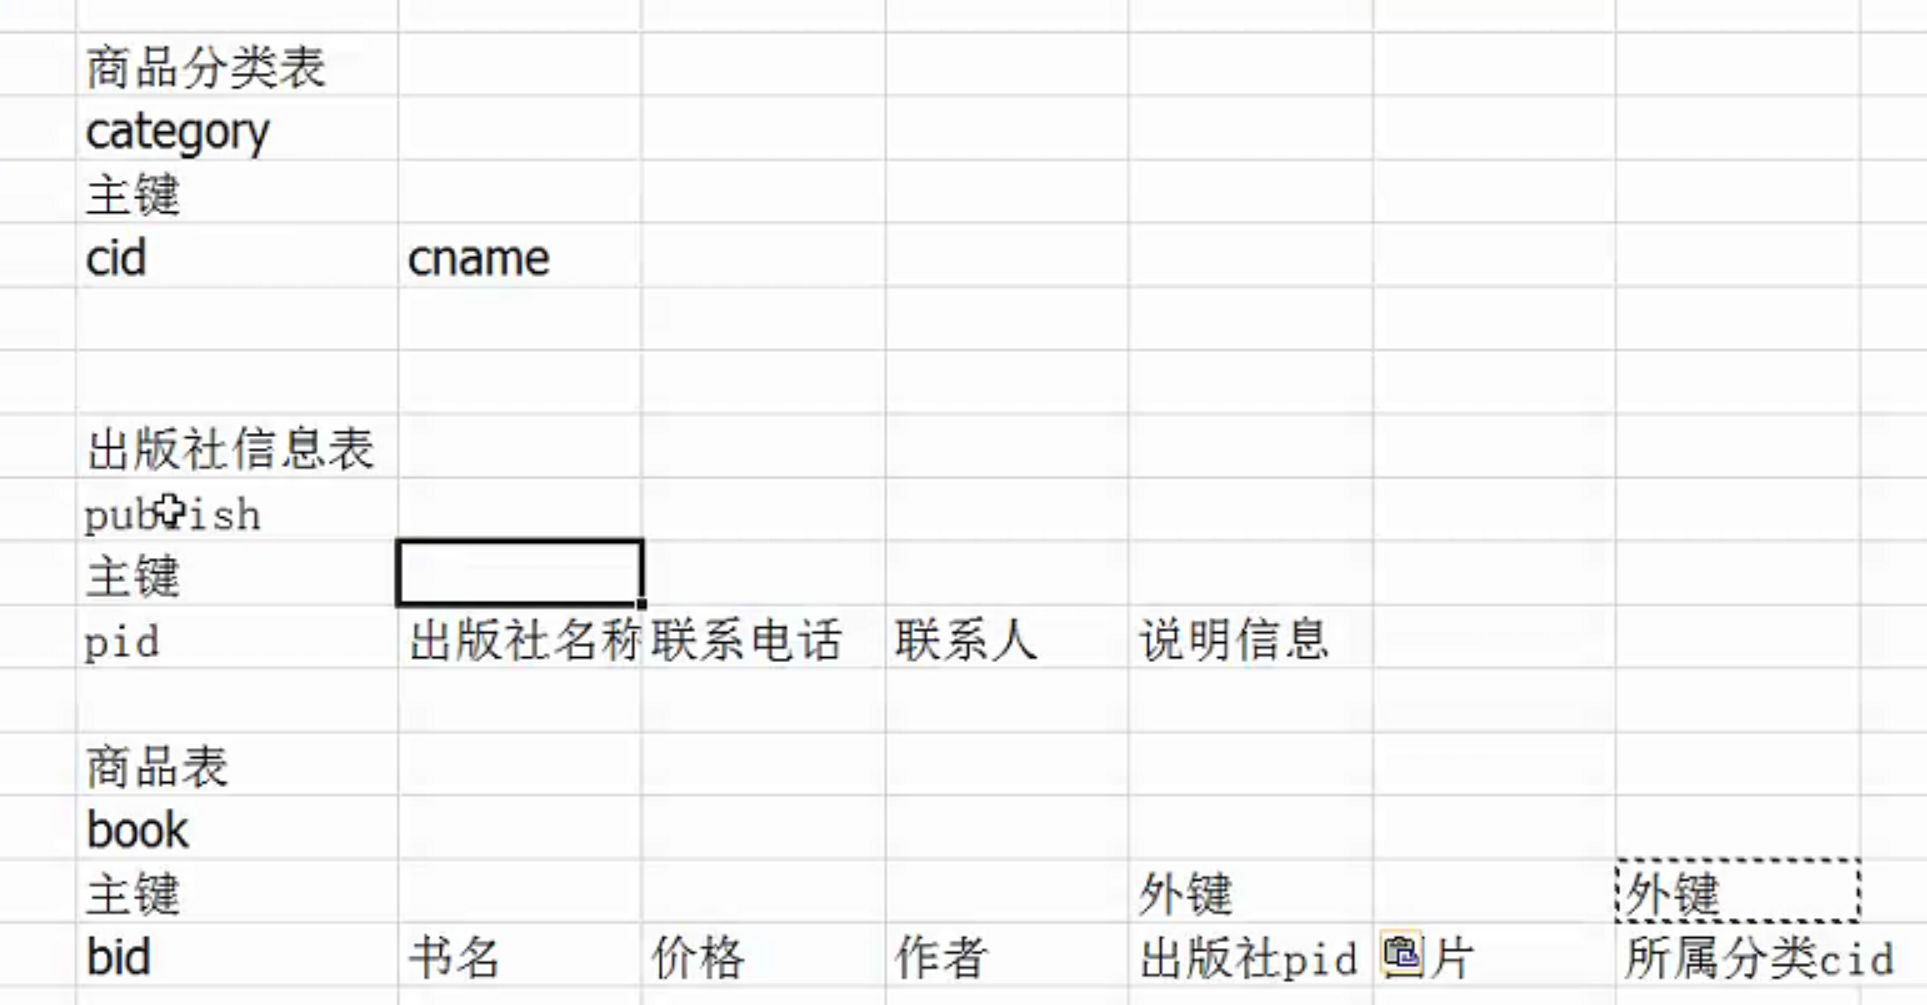 商品分类表
category
主键
cid cname
出版社信息表
publish
主键
pid 出版社名称 联系电话 联系人 说明信息
商品表
book
主键 外键 外键
bid 书名 价格 作者 出版社pid 片 所属分类cid